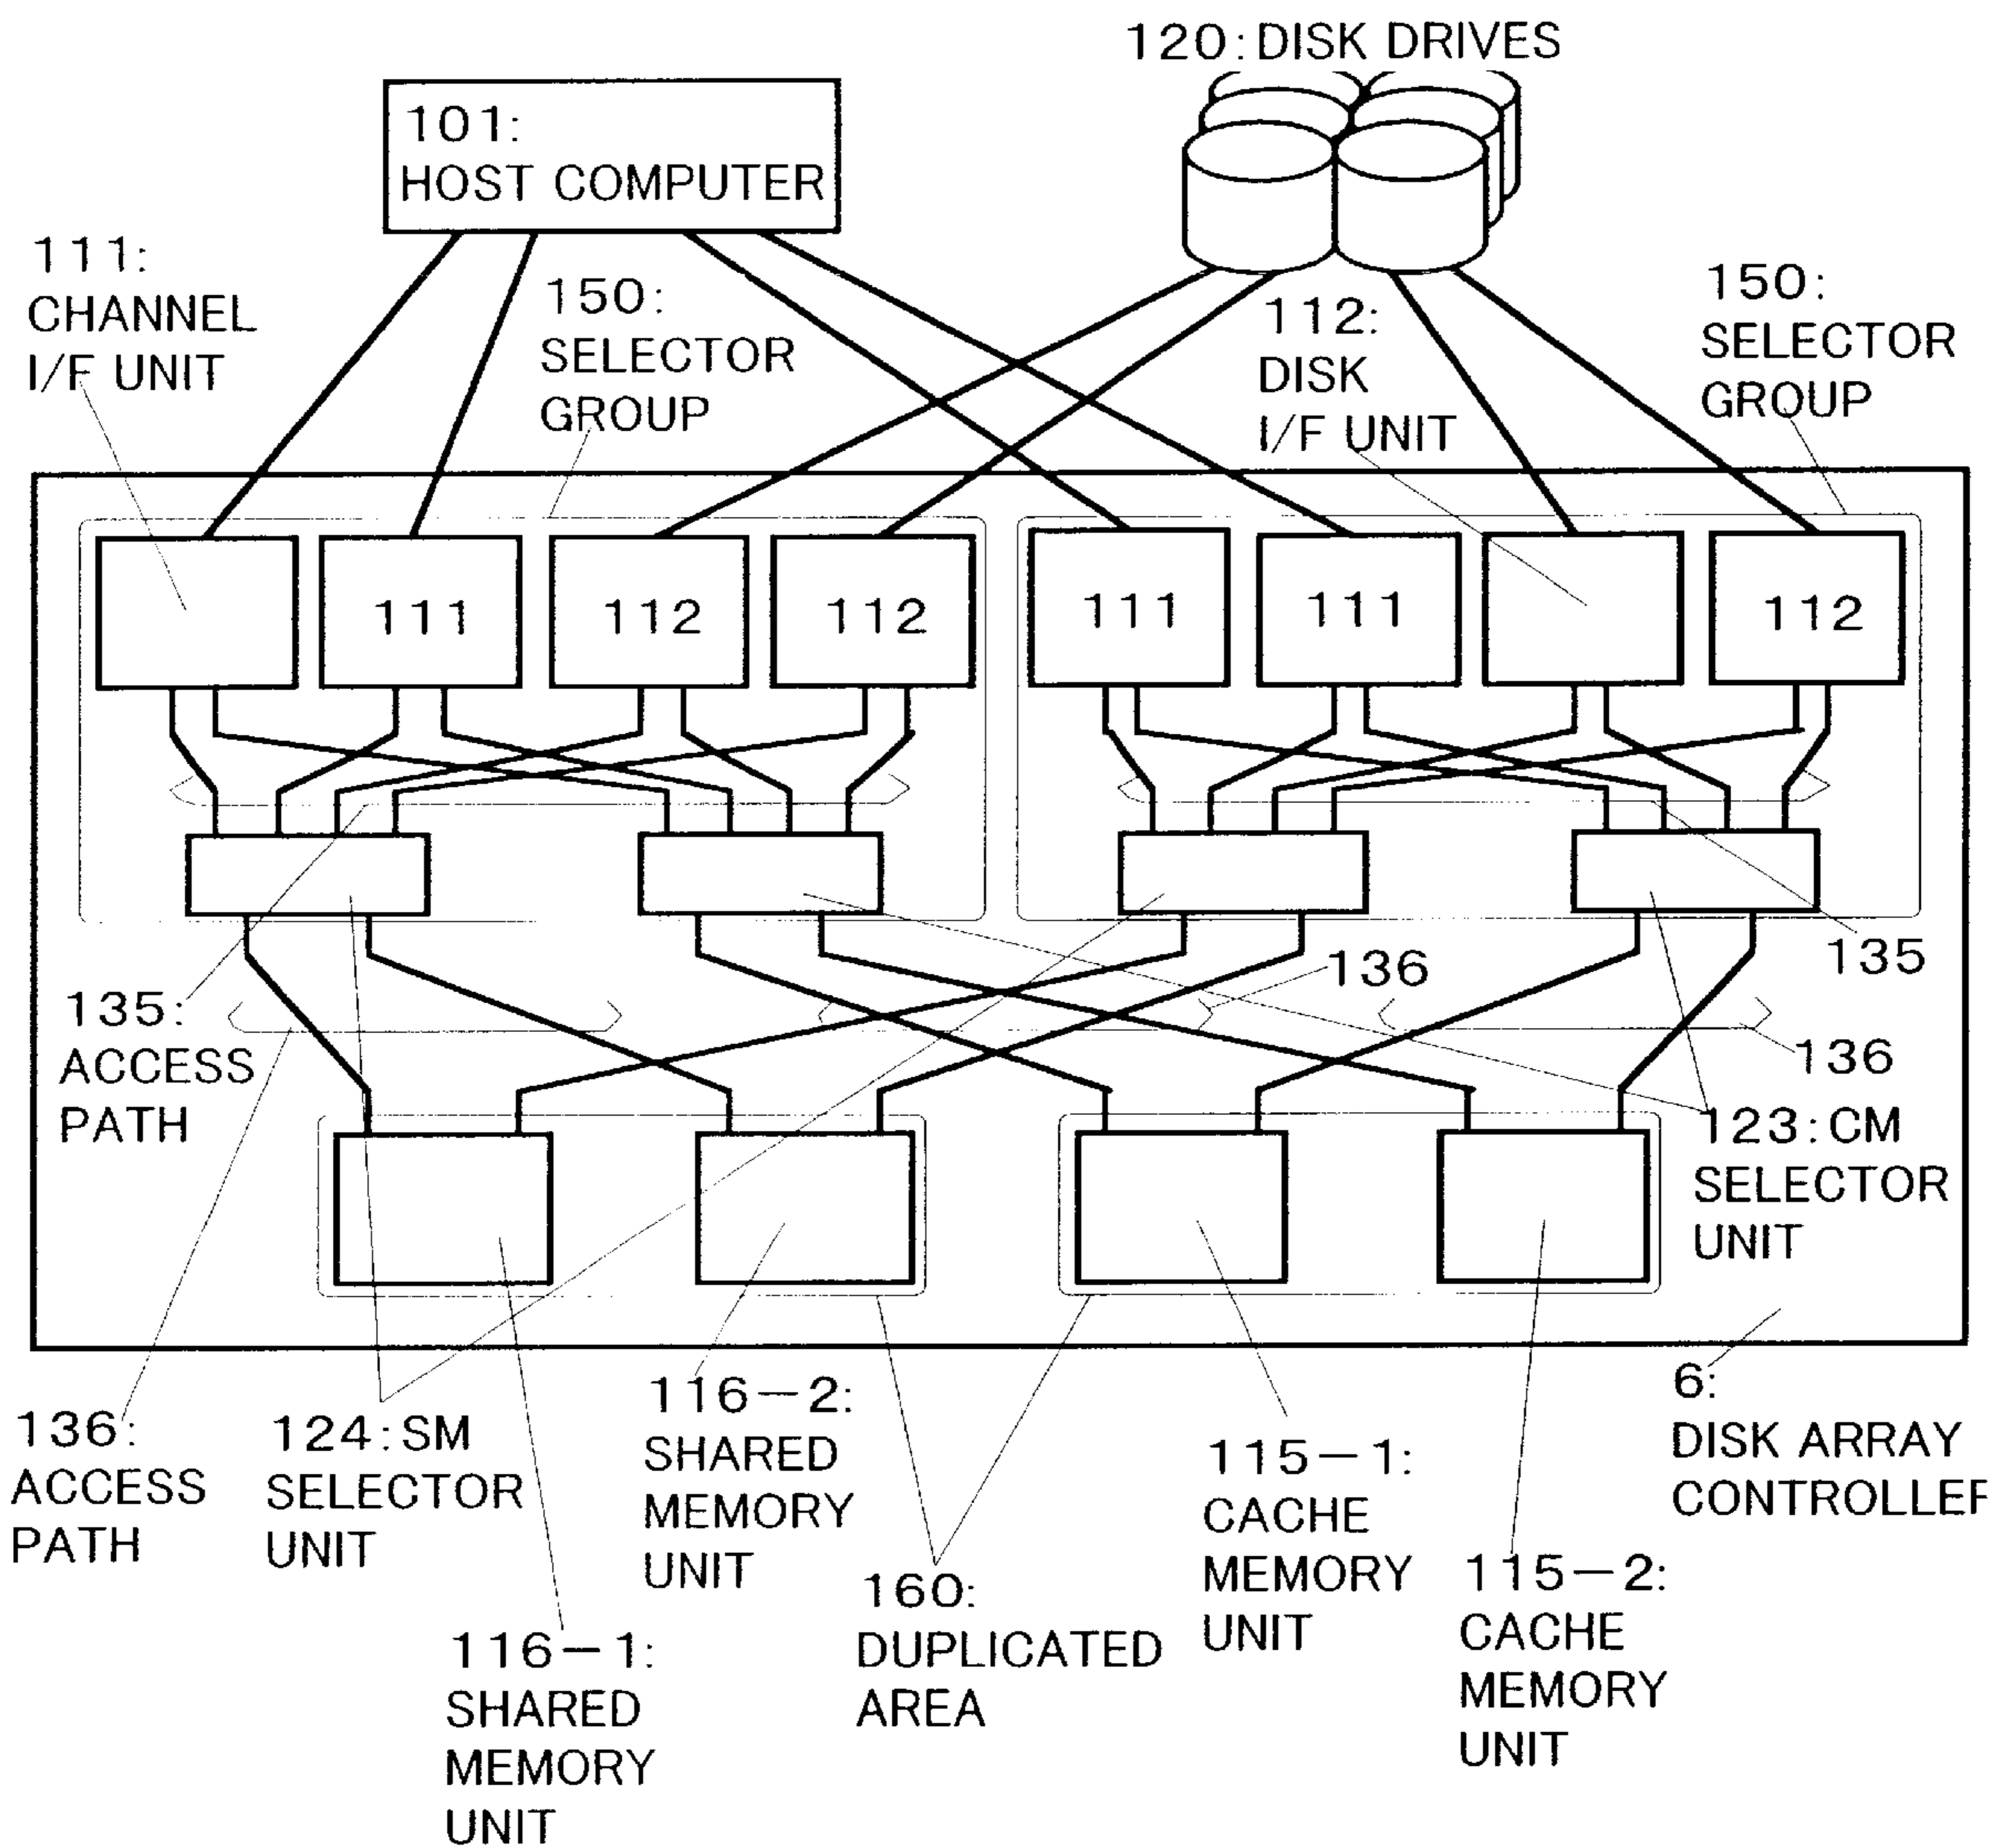 120:DISK DRIVES
101:
HOST COMPUTER
111:
CHANNEL
I/F UNIT
150:
SELECTOR
GROUP
112:
DISK
I/F UNIT
150:
SELECTOR
GROUP
111
112
112
111
111
112
135:
ACCESS
PATH
136
135
136
123:CM
SELECTOR
UNIT
136:
ACCESS
PATH
124:SM
SELECTOR
UNIT
116-2:
SHARED
MEMORY
UNIT
116-1:
SHARED
MEMORY
UNIT
160:
DUPLICATED
AREA
115-1:
CACHE
MEMORY
UNIT
115-2:
CACHE
MEMORY
UNIT
6:
DISK ARRAY
CONTROLLER